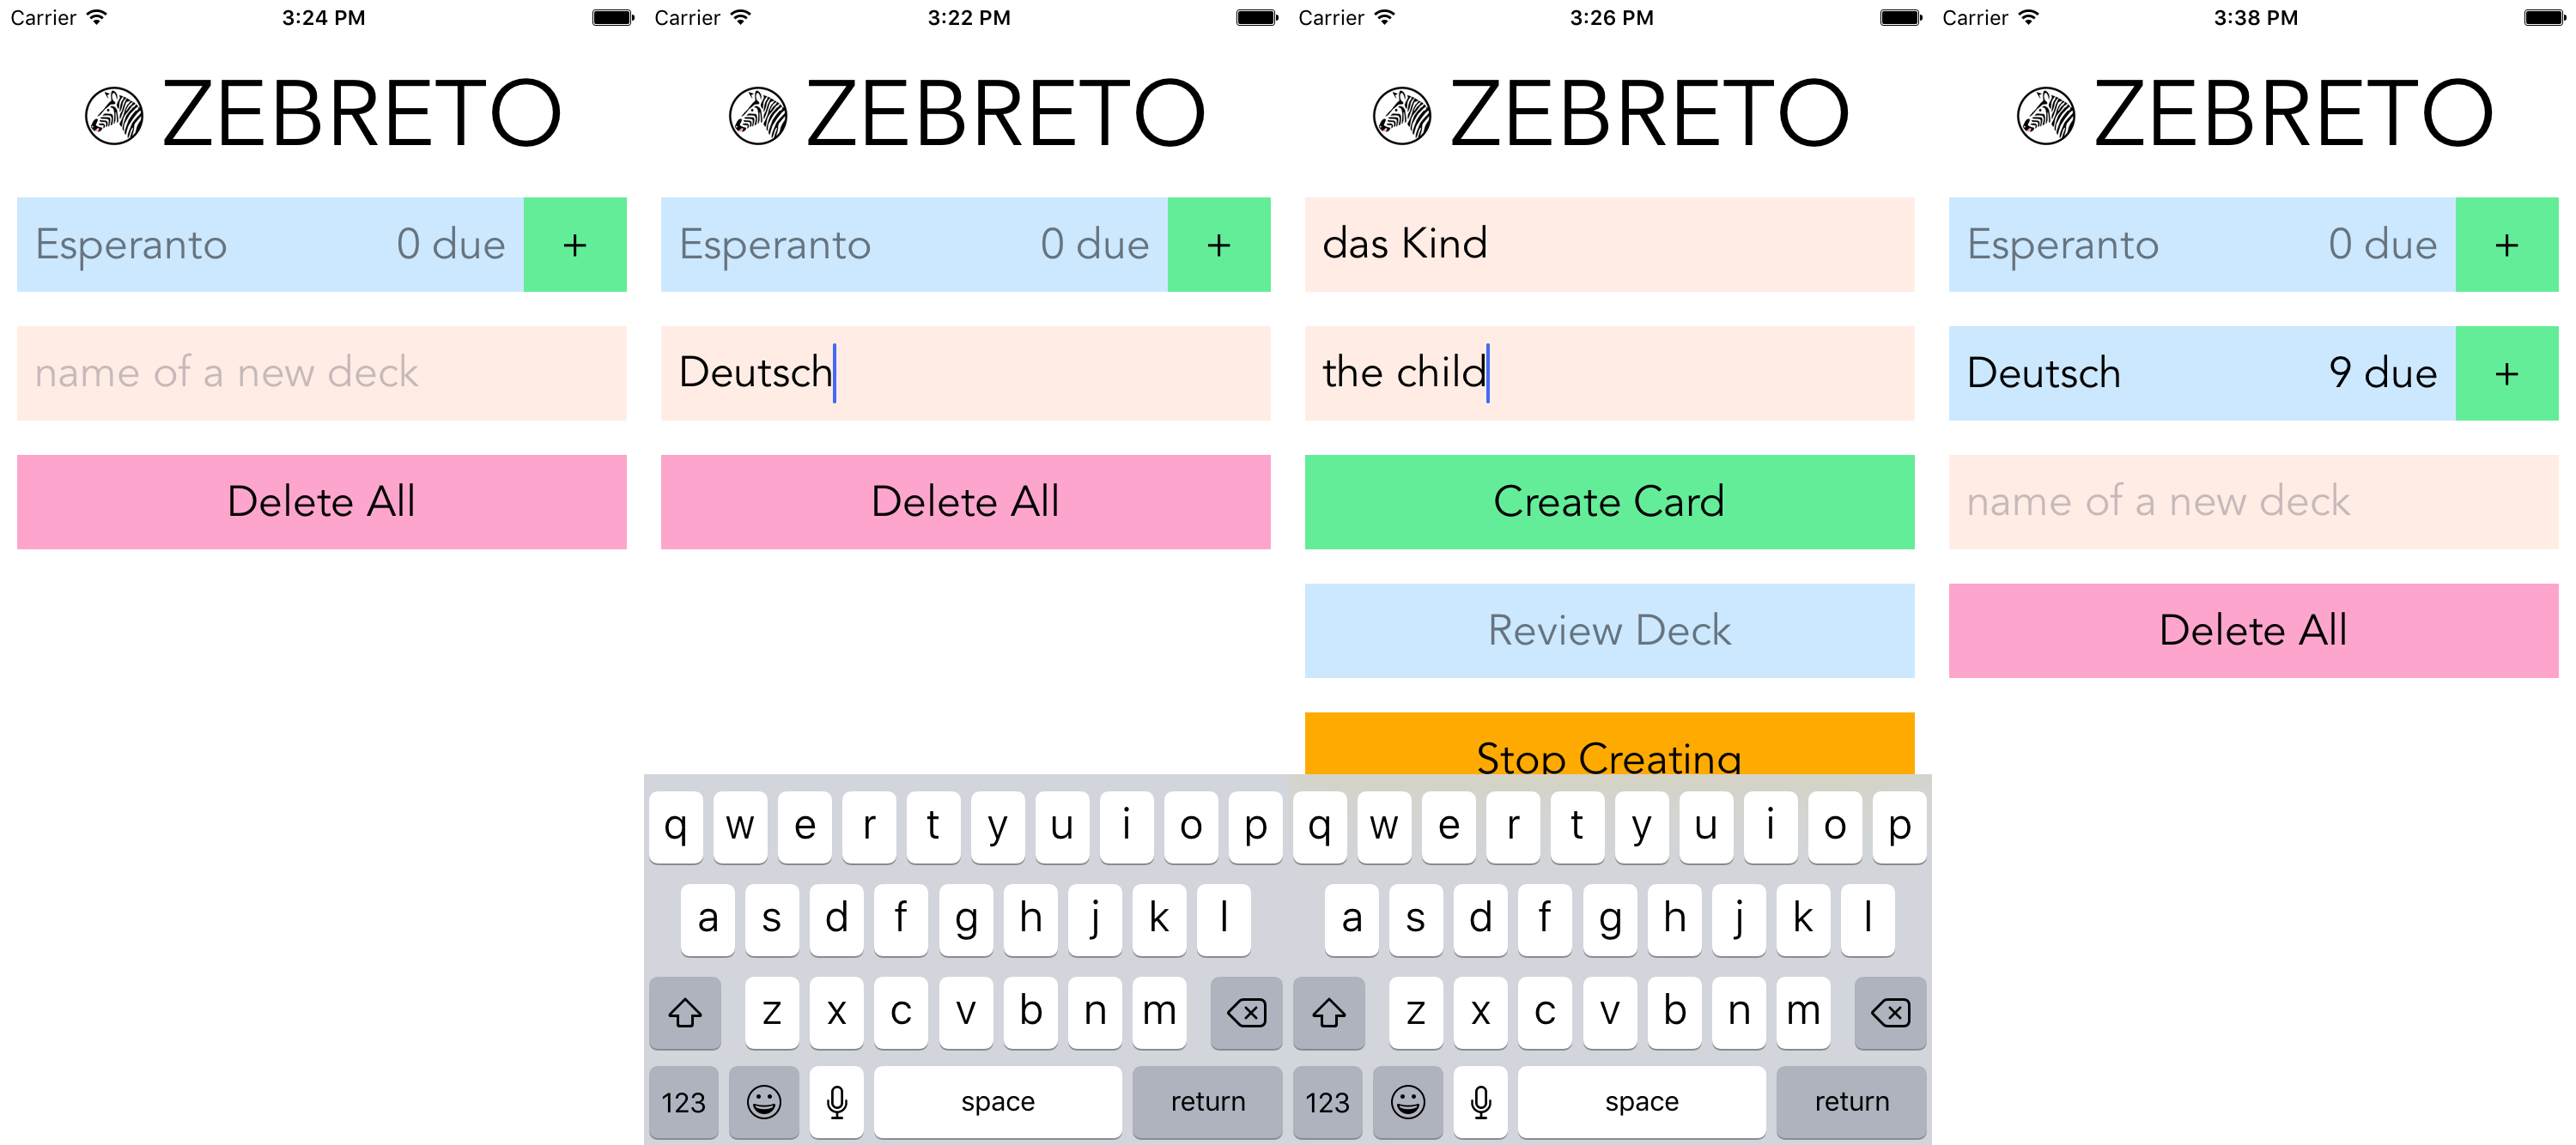 Carrier 3:24 PM
ZEBRETO
Esperanto 0 due +
name of a new deck
Delete All
Carrier 3:22 PM
ZEBRETO
Esperanto 0 due +
Deutsch
Delete All
q w e r t y u i o p
a s d f g h j k l
z x c v b n m
123 space return
Carrier 3:26 PM
ZEBRETO
das Kind
the child
Create Card
Review Deck
Stop Creating
q w e r t y u i o p
a s d f g h j k l
z x c v b n m
123 space return
Carrier 3:38 PM
ZEBRETO
Esperanto 0 due +
Deutsch 9 due +
name of a new deck
Delete All